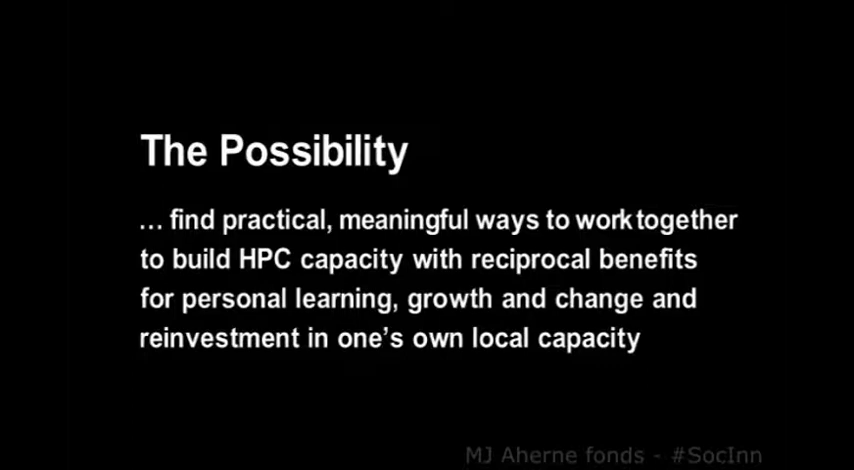 The Possibility
… find practical, meaningful ways to work together
to build HPC capacity with reciprocal benefits
for personal learning, growth and change and
reinvestment in one’s own local capacity
MJ Aherne fonds - #SocInn